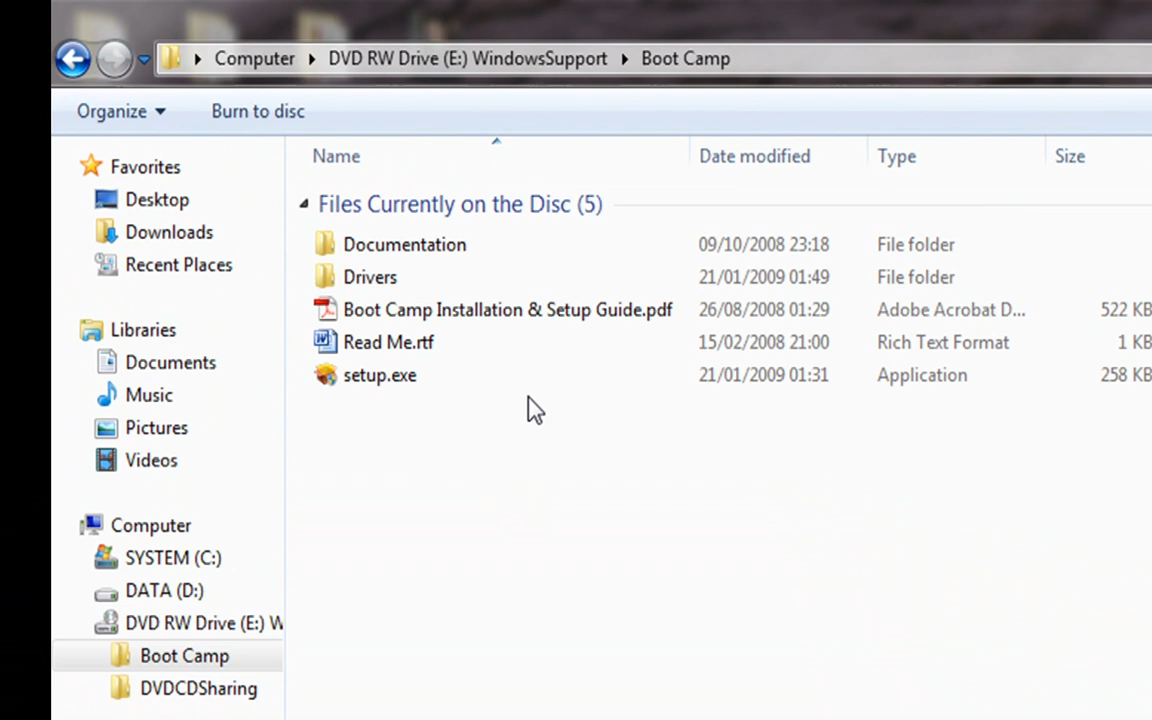 Computer DVD RW Drive (E:) WindowsSupport Boot Camp
Organize Burn to disc
Name Date modified Type Size
Favorites
Desktop
Downloads
Recent Places
Libraries
Documents
Music
Pictures
Videos
Computer
SYSTEM (C:)
DATA (D:)
DVD RW Drive (E:) W
Boot Camp
DVDCDSharing
Files Currently on the Disc (5)
Documentation 09/10/2008 23:18 File folder
Drivers 21/01/2009 01:49 File folder
Boot Camp Installation & Setup Guide.pdf 26/08/2008 01:29 Adobe Acrobat D... 522 KB
Read Me.rtf 15/02/2008 21:00 Rich Text Format 1 KB
setup.exe 21/01/2009 01:31 Application 258 KB